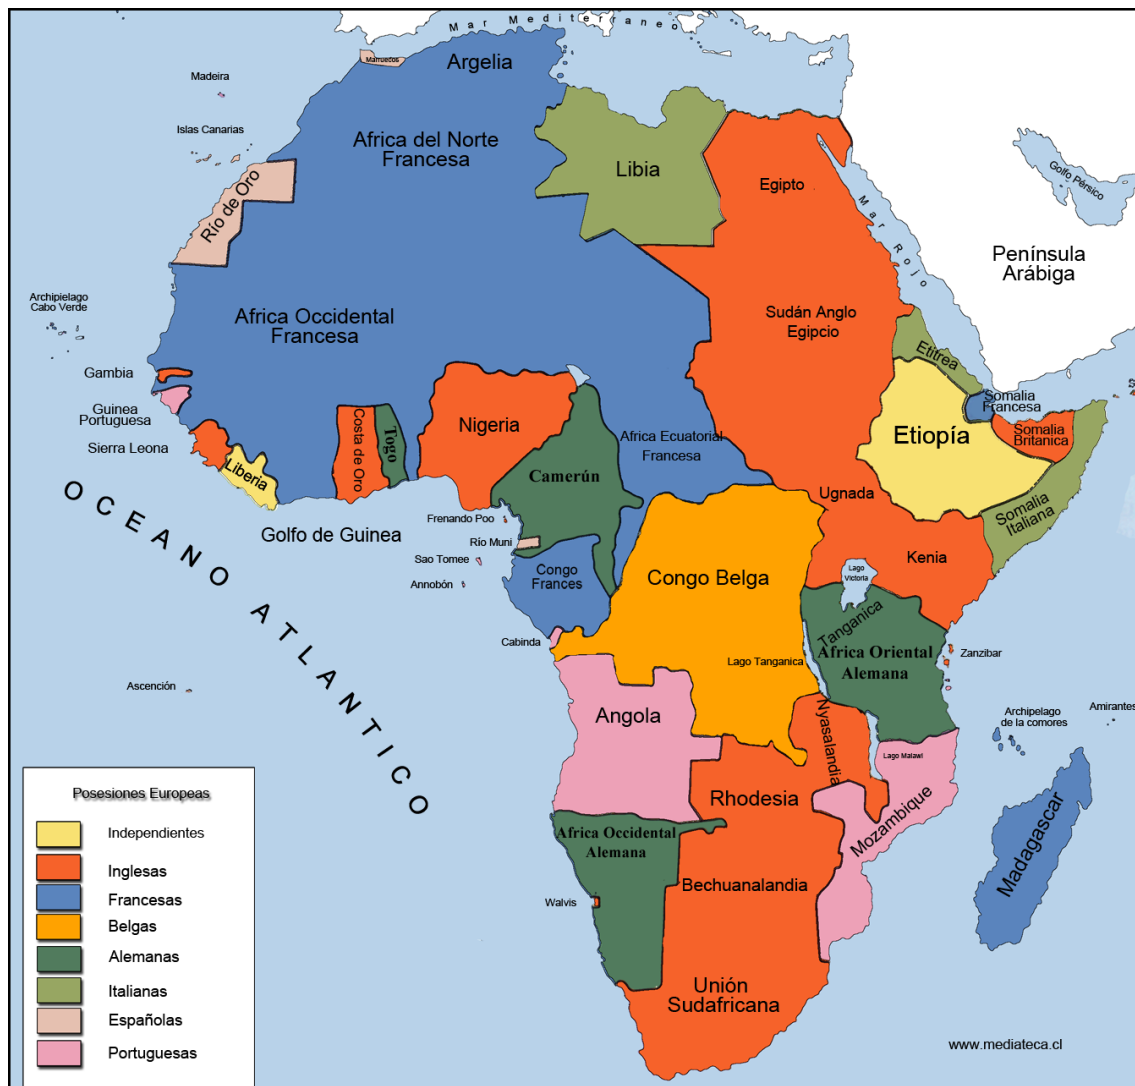 Mar Mediterraneo
Marruedos
Argelia
Madeira
Islas Canarias
Africa del Norte
Francesa
Libia
Egipto
Golfo Pérsico
Río de Oro
Mar Rojo
Península
Arábiga
Archipielago
Cabo Verde
Africa Occidental
Francesa
Sudán Anglo
Egipcio
Etitrea
Gambia
Somalia
Francesa
Guinea
Portuguesa
Costa de Oro
Togo
Nigeria
Africa Ecuatorial
Francesa
Etiopía
Somalia
Britanica
S
Sierra Leona
Liberia
Camerún
Ugnada
Somalia
Italiana
OCEANO ATLANTICO
Golfo de Guinea
Frenando Poo
Río Muni
Sao Tomee
Annobón
Congo
Frances
Congo Belga
Kenia
Lago
Victoria
Cabinda
Tanganica
Africa Oriental
Alemana
Zanzibar
Lago Tanganica
Ascención
Angola
Nyasalandia
Archipelago
de la comores
Amirantes
Lago Malawi
Rhodesia
Mozambique
Madagascar
Africa Occidental
Alemana
Walvis
Bechuanalandia
Unión
Sudafricana
Posesiones Europeas
Independientes
Inglesas
Francesas
Belgas
Alemanas
Italianas
Españolas
Portuguesas
www.mediateca.cl